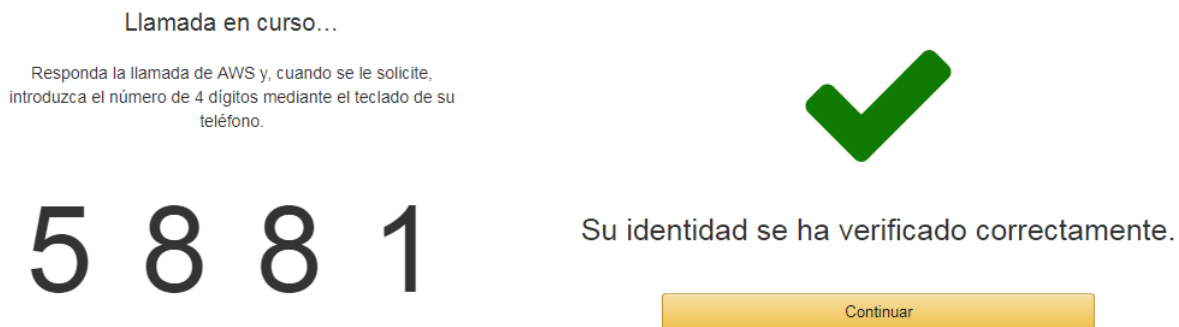 Llamada en curso...
Responda la llamada de AWS y, cuando se le solicite,
introduzca el número de 4 dígitos mediante el teclado de su
teléfono.
5 8 8 1
Su identidad se ha verificado correctamente.
Continuar